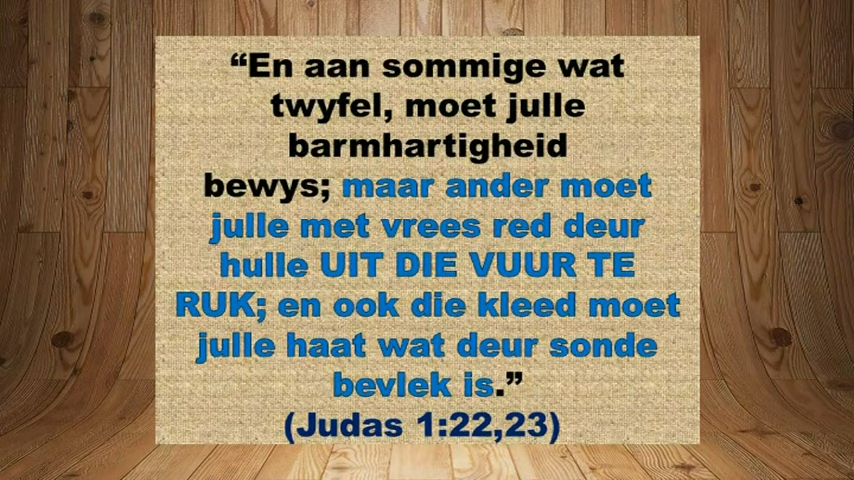 “En aan sommige wat
twyfel, moet julle
barmhartigheid
bewys; maar ander moet
julle met vrees red deur
hulle UIT DIE VUUR TE
RUK; en ook die kleed moet
julle haat wat deur sonde
bevlek is.”
(Judas 1:22,23)